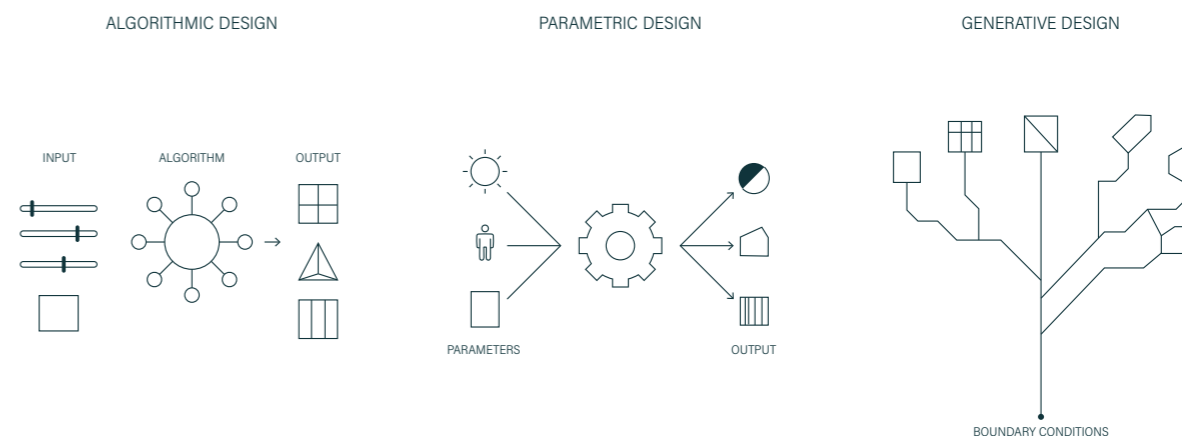 ALGORITHMIC DESIGN
INPUT
ALGORITHM
OUTPUT
PARAMETRIC DESIGN
PARAMETERS
OUTPUT
GENERATIVE DESIGN
BOUNDARY CONDITIONS